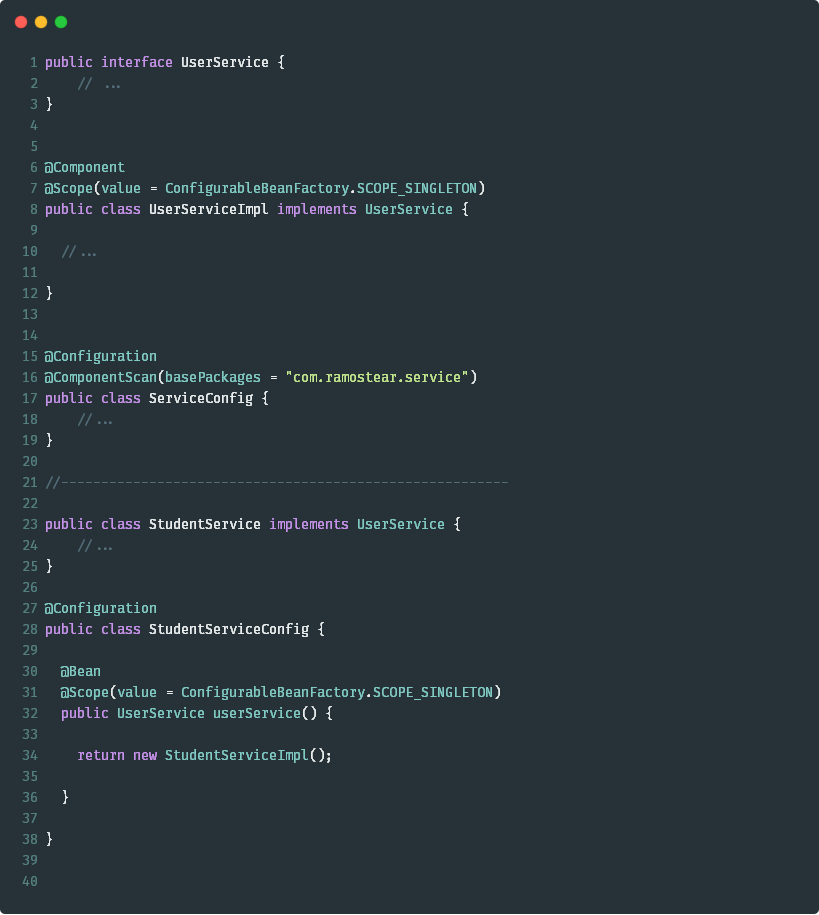 1 public interface UserService {
2     // ...
3 }
4
5
6 @Component
7 @Scope(value = ConfigurableBeanFactory.SCOPE_SINGLETON)
8 public class UserServiceImpl implements UserService {
9
10   //...
11
12 }
13
14
15 @Configuration
16 @ComponentScan(basePackages = "com.ramostear.service")
17 public class ServiceConfig {
18     //...
19 }
20
21 //--------------------------------------------------------
22
23 public class StudentService implements UserService {
24     //...
25 }
26
27 @Configuration
28 public class StudentServiceConfig {
29
30   @Bean
31   @Scope(value = ConfigurableBeanFactory.SCOPE_SINGLETON)
32   public UserService userService() {
33
34     return new StudentServiceImpl();
35
36   }
37
38 }
39
40